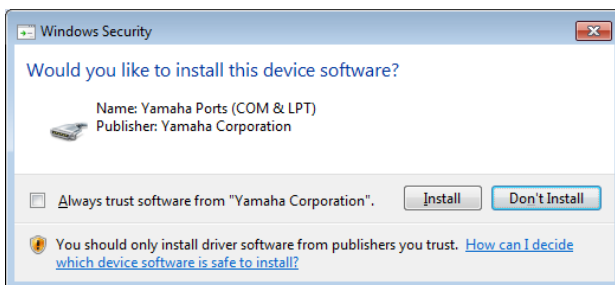 Windows Security
Would you like to install this device software?
Name: Yamaha Ports (COM & LPT)
Publisher: Yamaha Corporation
Always trust software from "Yamaha Corporation".
Install
Don't Install
You should only install driver software from publishers you trust. How can I decide
which device software is safe to install?